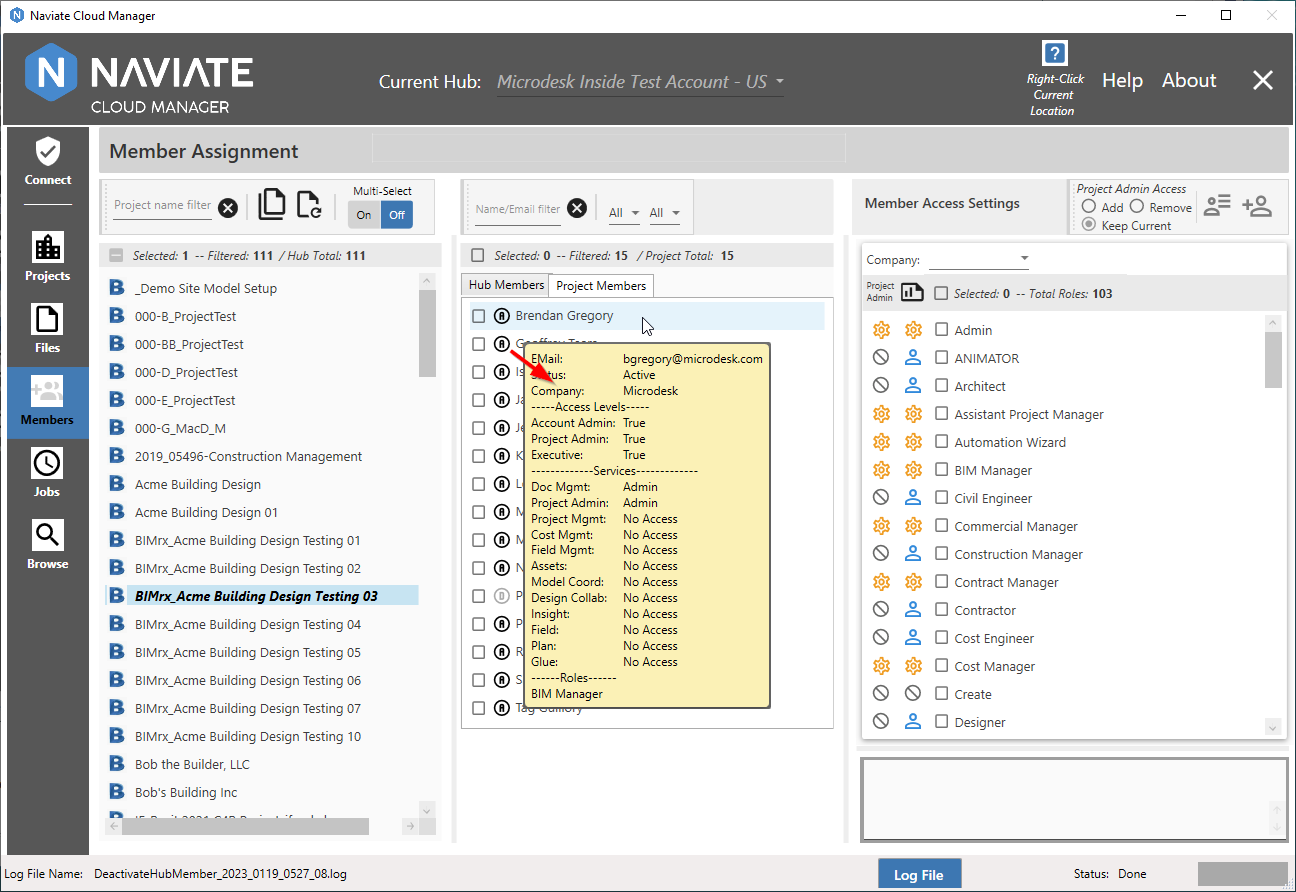 Naviate Cloud Manager
NAVIATE
CLOUD MANAGER
Current Hub: Microdesk Inside Test Account - US
Right-Click
Current
Location
Help About
Connect
Projects
Files
Members
Jobs
Browse
Member Assignment
Project name filter
Multi-Select
On Off
Selected: 1 -- Filtered: 111 / Hub Total: 111
_Demo Site Model Setup
000-B_ProjectTest
000-BB_ProjectTest
000-D_ProjectTest
000-E_ProjectTest
000-G_MacD_M
2019_05496-Construction Management
Acme Building Design
Acme Building Design 01
BIMrx_Acme Building Design Testing 01
BIMrx_Acme Building Design Testing 02
BIMrx_Acme Building Design Testing 03
BIMrx_Acme Building Design Testing 04
BIMrx_Acme Building Design Testing 05
BIMrx_Acme Building Design Testing 06
BIMrx_Acme Building Design Testing 07
BIMrx_Acme Building Design Testing 10
Bob the Builder, LLC
Bob's Building Inc
Name/Email filter
All All
Selected: 0 -- Filtered: 15 / Project Total: 15
Hub Members Project Members
Brendan Gregory
EMail: bgregory@microdesk.com
Status: Active
Company: Microdesk
-----Access Levels-----
Account Admin: True
Project Admin: True
Executive: True
-------------Services-------------
Doc Mgmt: Admin
Project Admin: Admin
Project Mgmt: No Access
Cost Mgmt: No Access
Field Mgmt: No Access
Assets: No Access
Model Coord: No Access
Design Collab: No Access
Insight: No Access
Field: No Access
Plan: No Access
Glue: No Access
------Roles------
BIM Manager
Member Access Settings
Project Admin Access
Add Remove
Keep Current
Company:
Project
Admin
Selected: 0 -- Total Roles: 103
Admin
ANIMATOR
Architect
Assistant Project Manager
Automation Wizard
BIM Manager
Civil Engineer
Commercial Manager
Construction Manager
Contract Manager
Contractor
Cost Engineer
Cost Manager
Create
Designer
Log File Name: DeactivateHubMember_2023_0119_0527_08.log
Log File
Status: Done